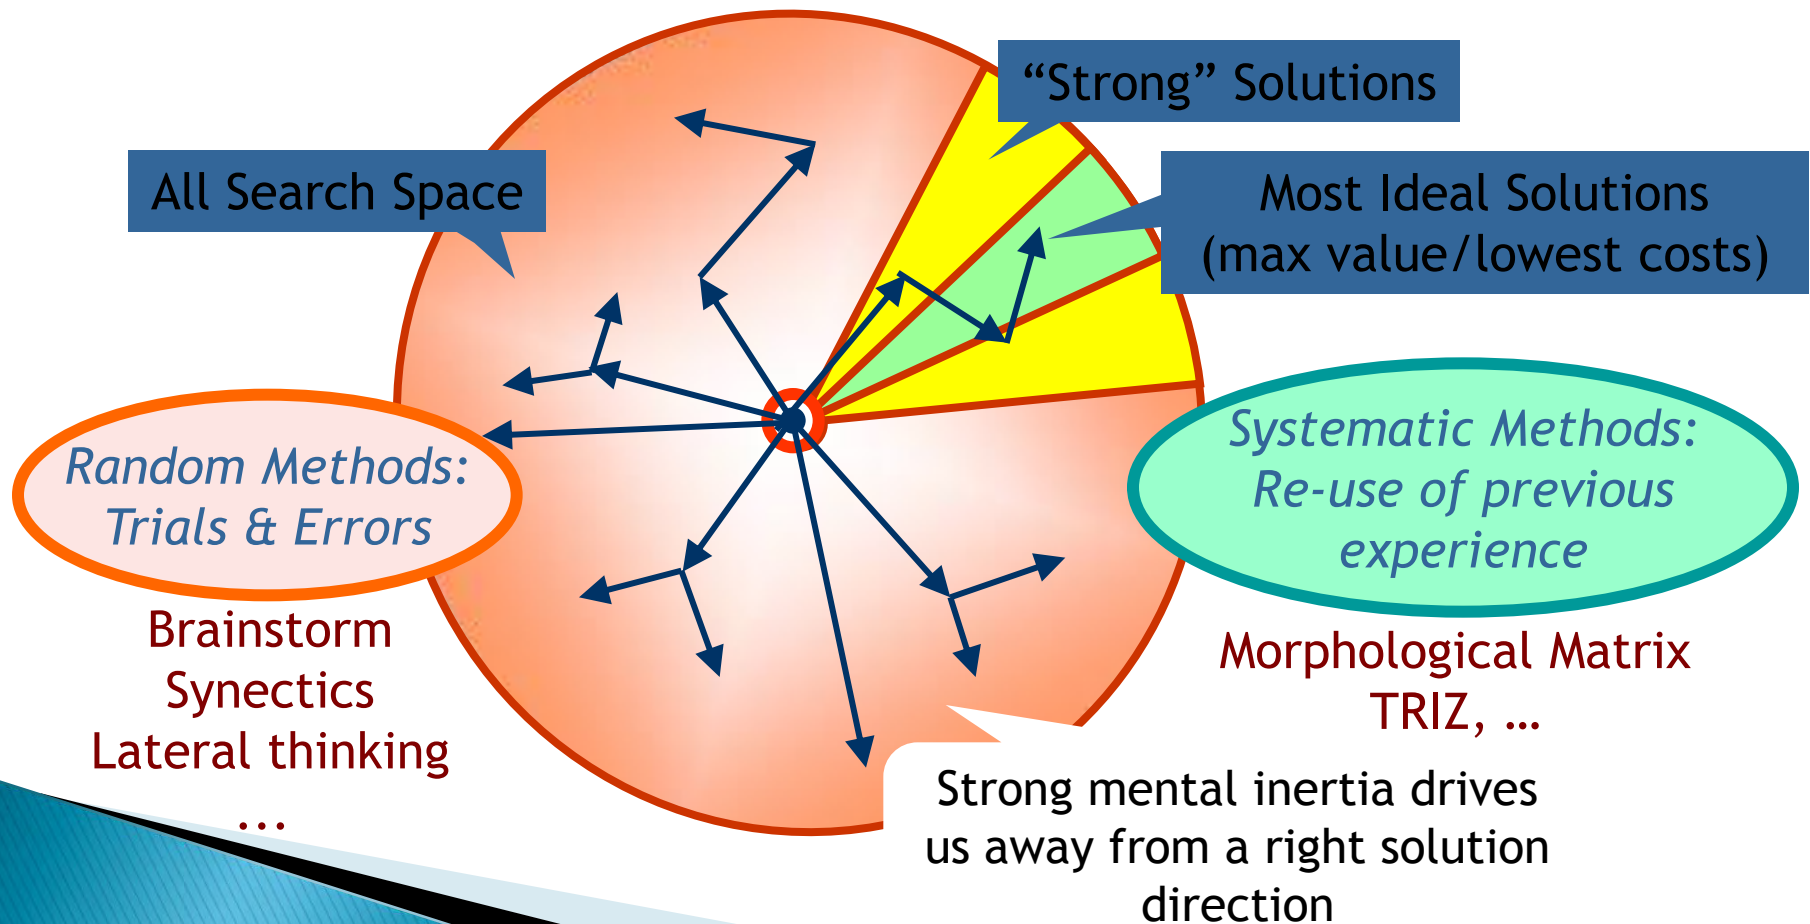 “Strong” Solutions
All Search Space
Most Ideal Solutions
(max value/lowest costs)
Random Methods:
Trials & Errors
Systematic Methods:
Re-use of previous
experience
Brainstorm
Synectics
Lateral thinking
...
Morphological Matrix
TRIZ, …
Strong mental inertia drives
us away from a right solution
direction